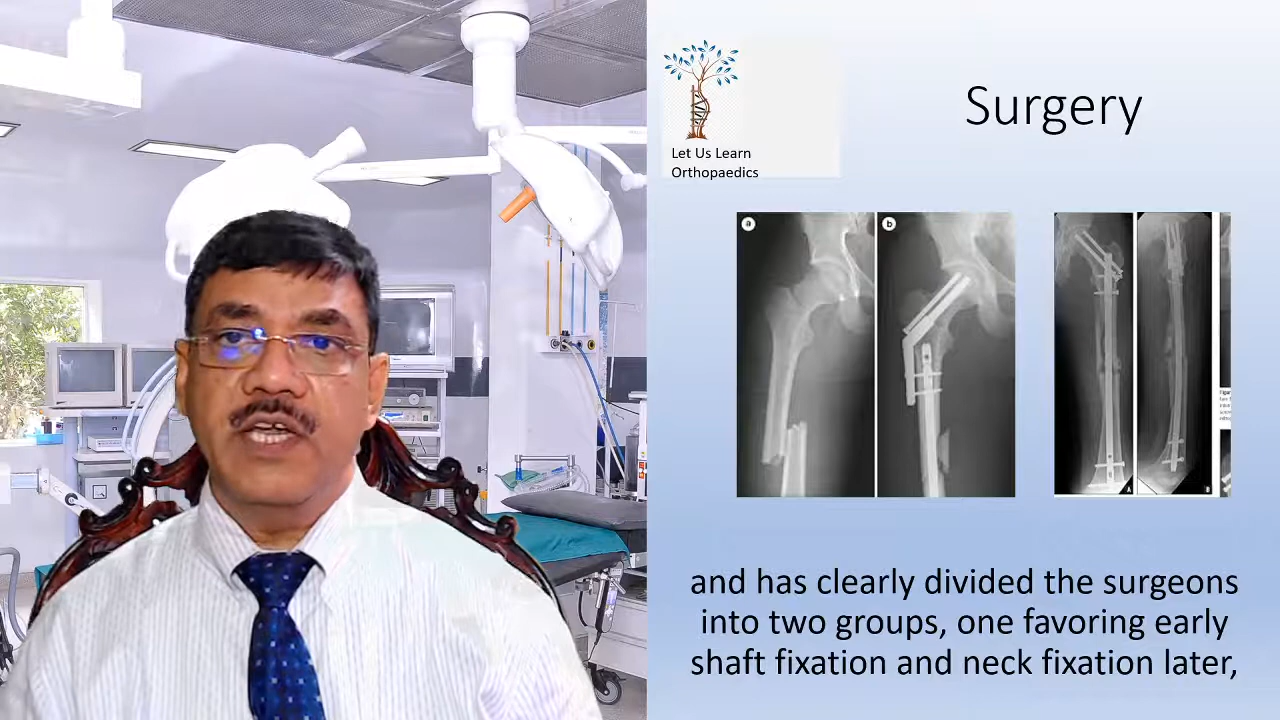 Let Us Learn
Orthopaedics
Surgery
a
b
A
B
and has clearly divided the surgeons
into two groups, one favoring early
shaft fixation and neck fixation later,